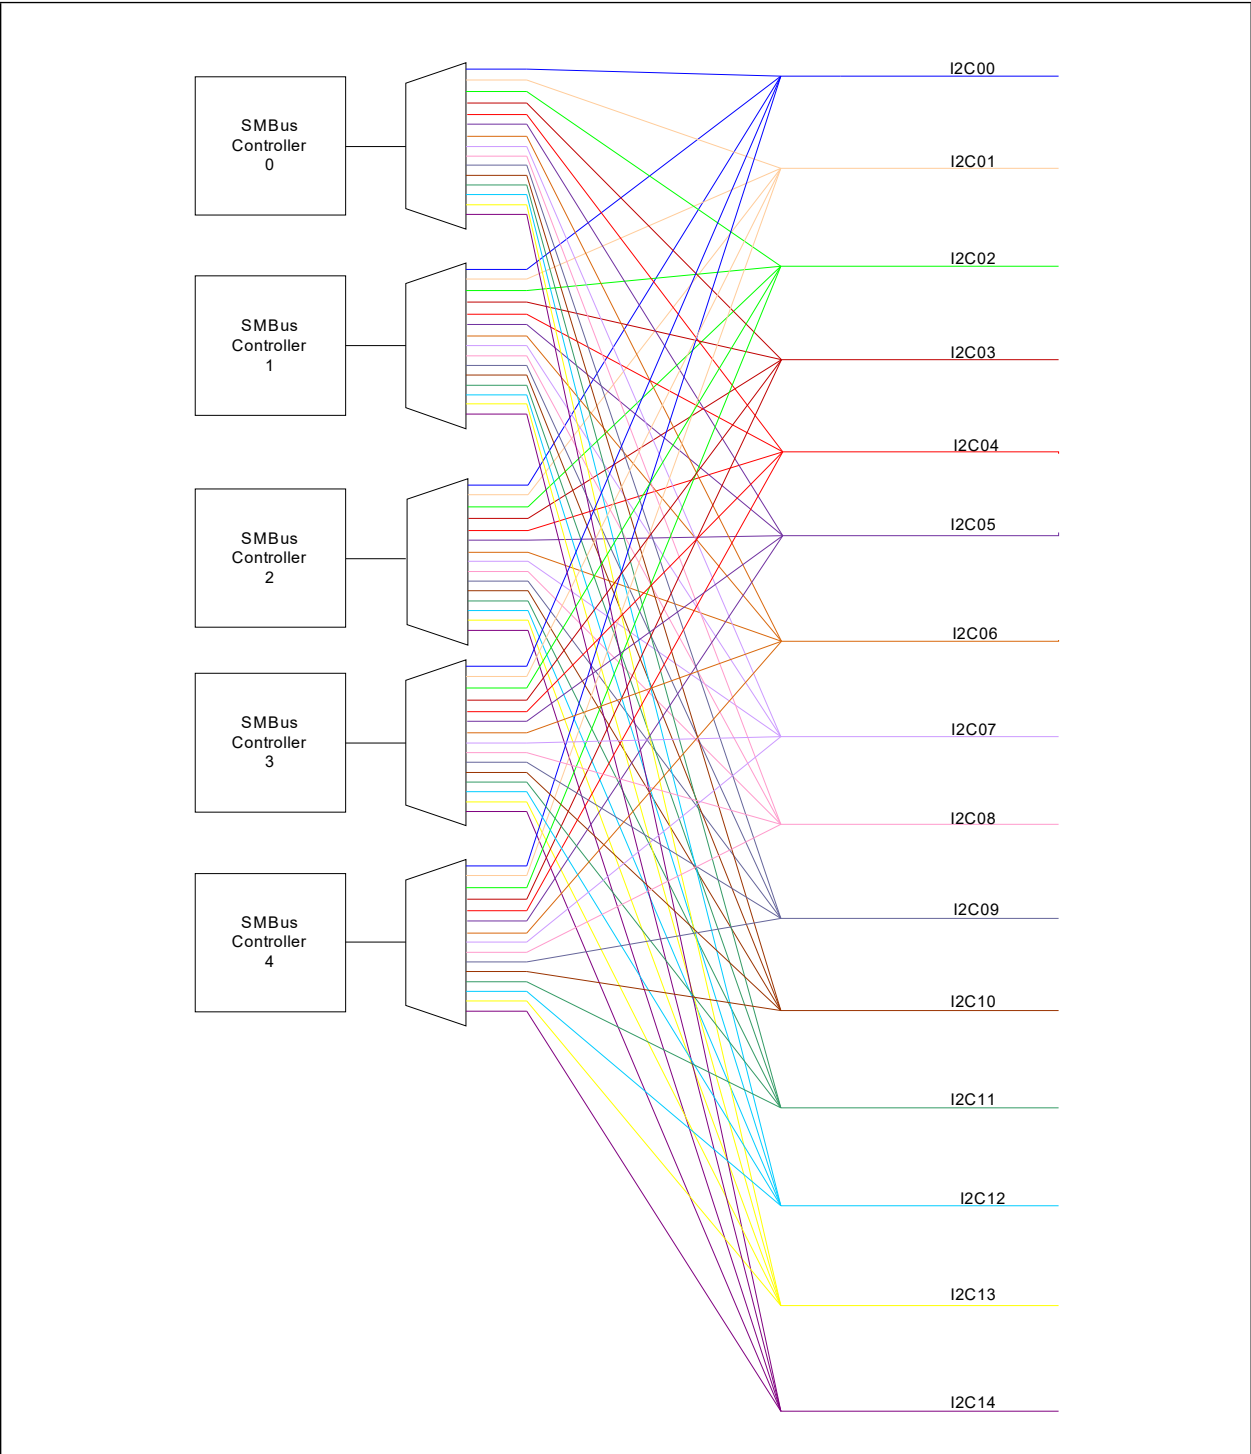 SMBus
Controller
0
SMBus
Controller
1
SMBus
Controller
2
SMBus
Controller
3
SMBus
Controller
4
I2C00
I2C01
I2C02
I2C03
I2C04
I2C05
I2C06
I2C07
I2C08
I2C09
I2C10
I2C11
I2C12
I2C13
I2C14